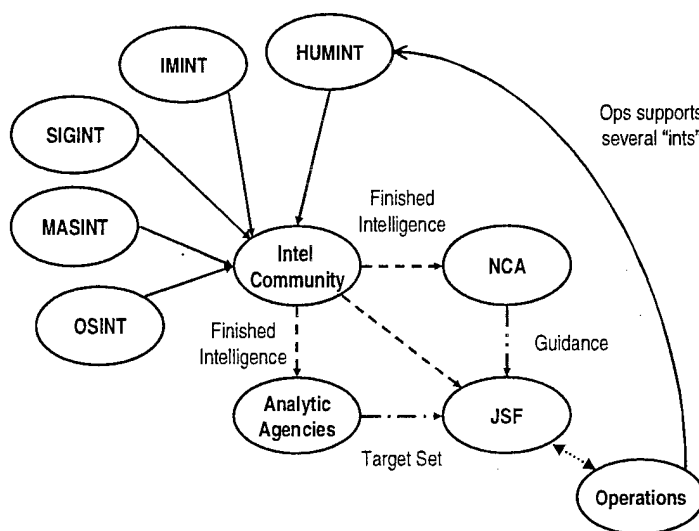 IMINT
HUMINT
Ops supports
several "ints"
SIGINT
MASINT
OSINT
Intel
Community
Finished
Intelligence
NCA
Finished
Intelligence
Guidance
Analytic
Agencies
JSF
Target Set
Operations